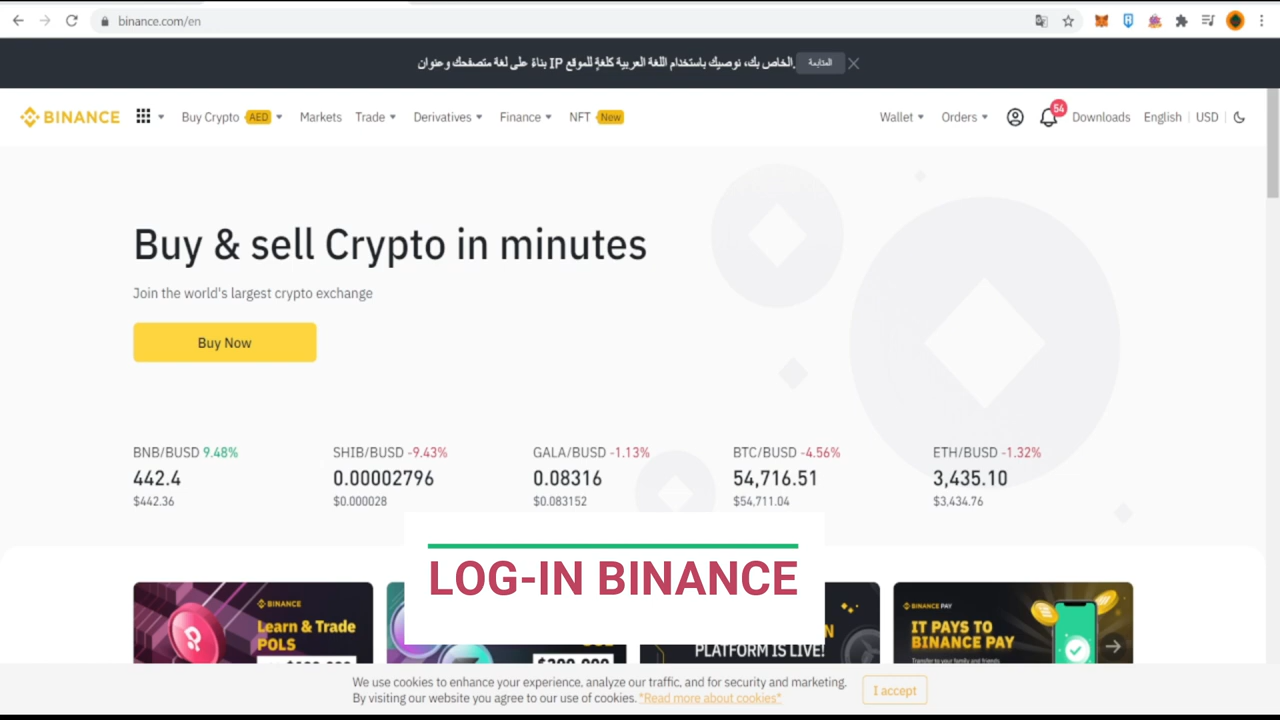 binance.com/en
الخاص بك، نوصيك باستخدام اللغة العربية كلغةٍ للموقع IP بناءً على لغة متصفحك وعنوان.
المتابعة
BINANCE
Buy Crypto AED Markets Trade Derivatives Finance NFT New
Wallet Orders 54 Downloads English | USD
Buy & sell Crypto in minutes
Join the world's largest crypto exchange
Buy Now
BNB/BUSD 9.48% SHIB/BUSD -9.43% GALA/BUSD -1.13% BTC/BUSD -4.56% ETH/BUSD -1.32%
442.4 0.00002796 0.08316 54,716.51 3,435.10
$442.36 $0.000028 $0.083152 $54,711.04 $3,434.76
LOG-IN BINANCE
BINANCE
Learn & Trade
POLS
PLATFORM IS LIVE!
BINANCE PAY
IT PAYS TO
BINANCE PAY
Transfer to your family and friends
We use cookies to enhance your experience, analyze our traffic, and for security and marketing.
By visiting our website you agree to our use of cookies. "Read more about cookies"
I accept